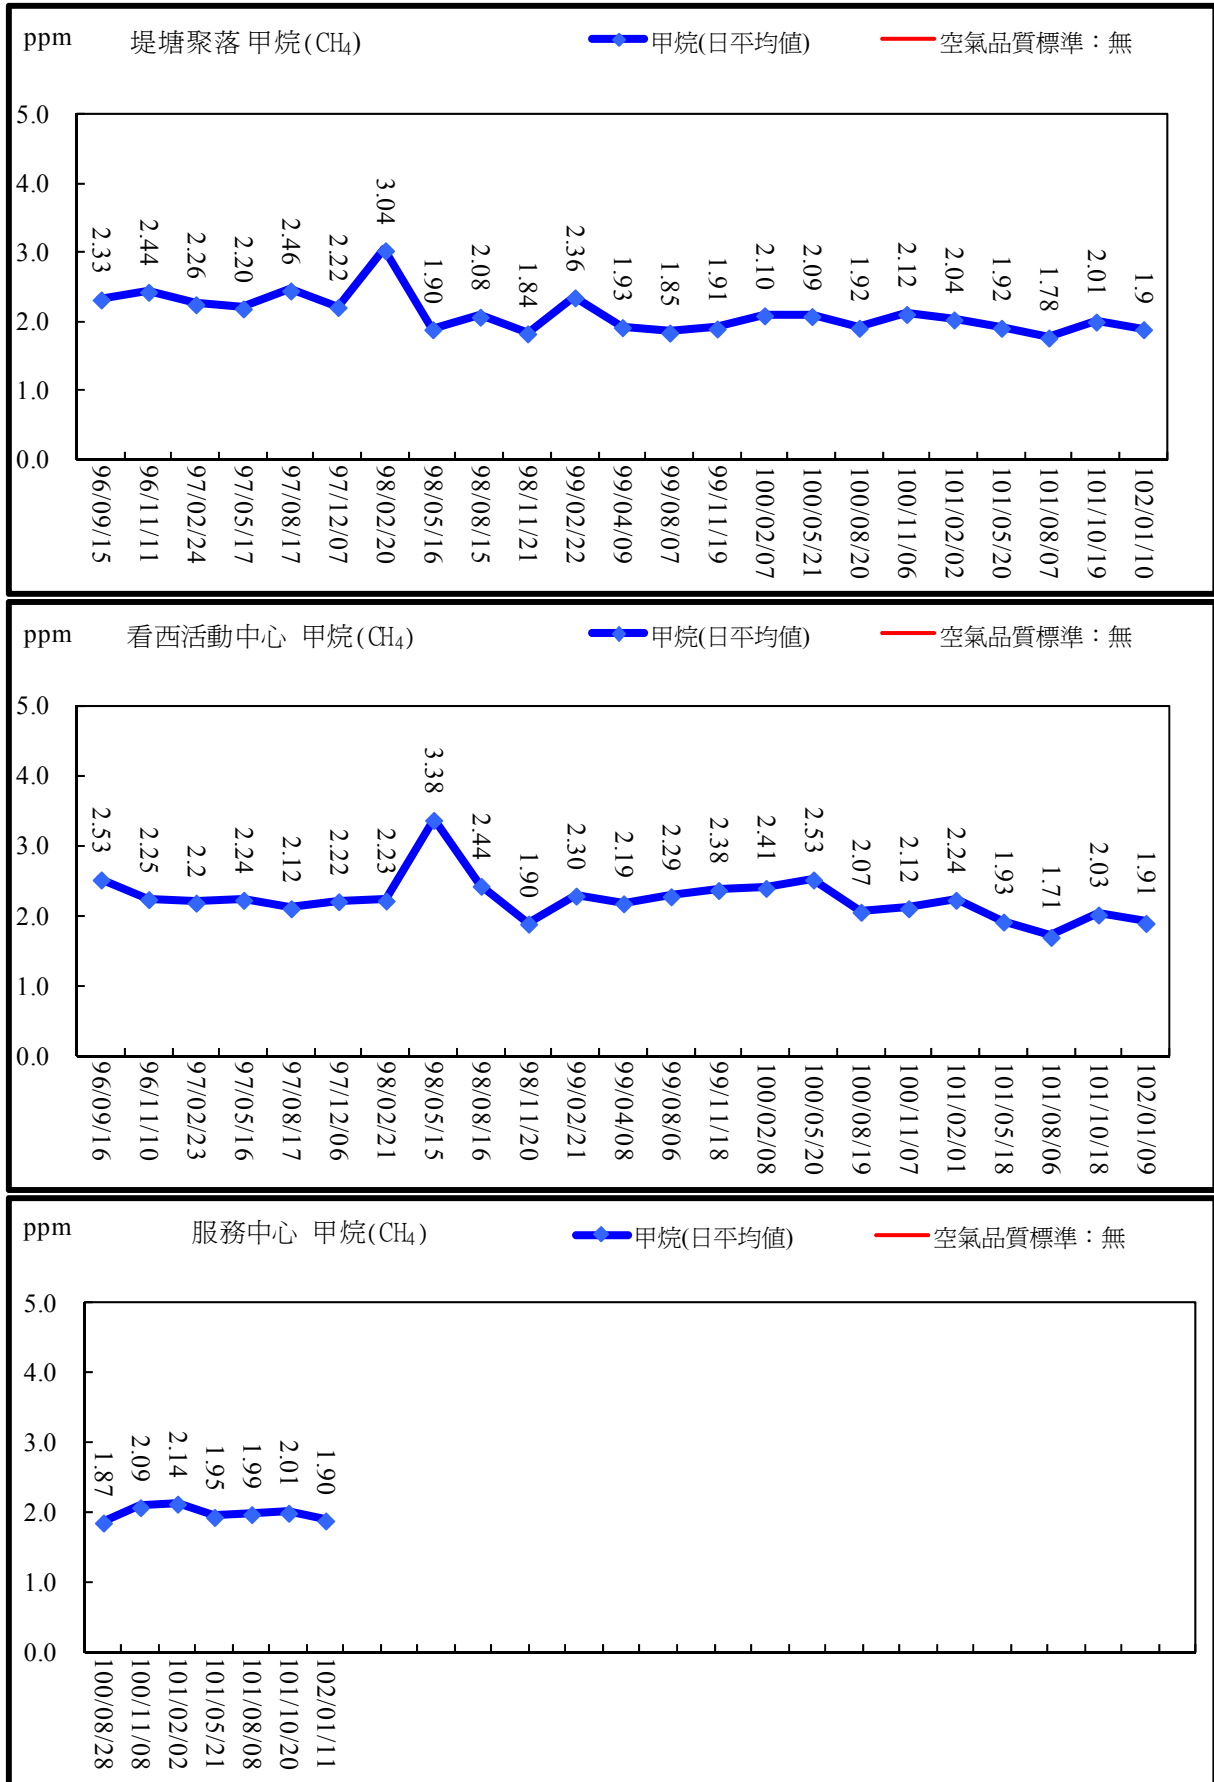 ppm 堤塘聚落 甲烷(CH₄) 甲烷(日平均值) 空氣品質標準：無
5.0
4.0
3.0
2.0
1.0
0.0
2.33 2.44 2.26 2.20 2.46 2.22 3.04 1.90 2.08 1.84 2.36 1.93 1.85 1.91 2.10 2.09 1.92 2.12 2.04 1.92 1.78 2.01 1.9
96/09/15 96/11/11 97/02/24 97/05/17 97/08/17 97/12/07 98/02/20 98/05/16 98/08/15 98/11/21 99/02/22 99/04/09 99/08/07 99/11/19 100/02/07 100/05/21 100/08/20 100/11/06 101/02/02 101/05/20 101/08/07 101/10/19 102/01/10
ppm 看西活動中心 甲烷(CH₄) 甲烷(日平均值) 空氣品質標準：無
5.0
4.0
3.0
2.0
1.0
0.0
2.53 2.25 2.2 2.24 2.12 2.22 2.23 3.38 2.44 1.90 2.30 2.19 2.29 2.38 2.41 2.53 2.07 2.12 2.24 1.93 1.71 2.03 1.91
96/09/16 96/11/10 97/02/23 97/05/16 97/08/17 97/12/06 98/02/21 98/05/15 98/08/16 98/11/20 99/02/21 99/04/08 99/08/06 99/11/18 100/02/08 100/05/20 100/08/19 100/11/07 101/02/01 101/05/18 101/08/06 101/10/18 102/01/09
ppm 服務中心 甲烷(CH₄) 甲烷(日平均值) 空氣品質標準：無
5.0
4.0
3.0
2.0
1.0
0.0
1.87 2.09 2.14 1.95 1.99 2.01 1.90
100/08/28 100/11/08 101/02/02 101/05/21 101/08/08 101/10/20 102/01/11